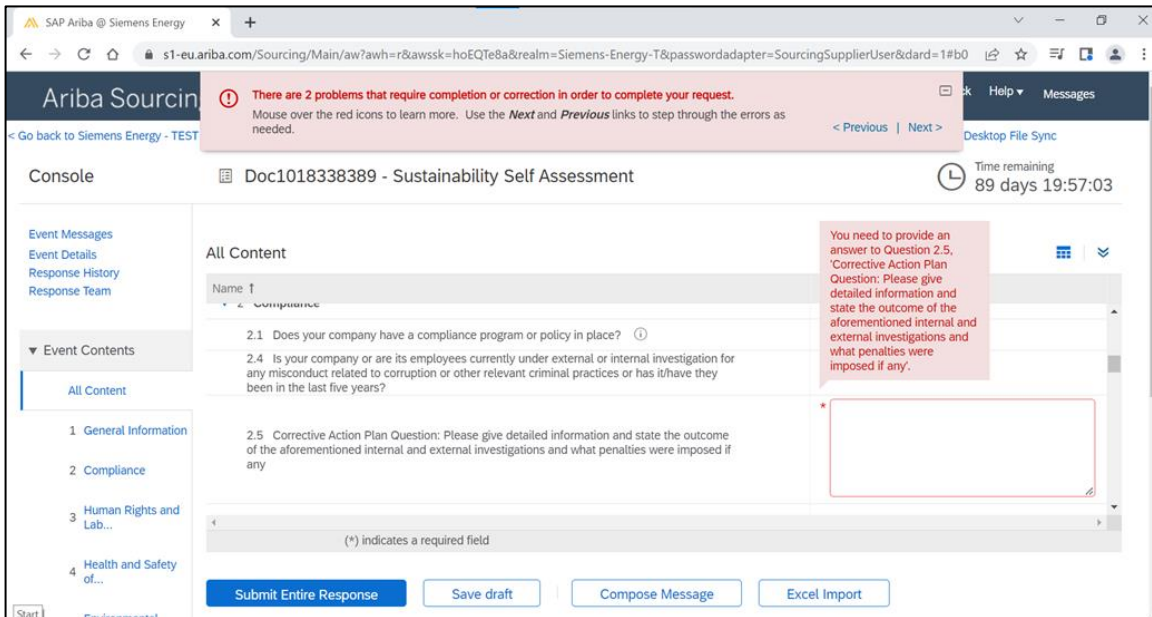 SAP Ariba @ Siemens Energy
s1-eu.ariba.com/Sourcing/Main/aw?awh=r&awssk=hoEQTe8a&realm=Siemens-Energy-T&passwordadapter=SourcingSupplierUser&dard=1#b0
Ariba Sourcin
There are 2 problems that require completion or correction in order to complete your request.
Mouse over the red icons to learn more. Use the Next and Previous links to step through the errors as
needed.
< Previous | Next >
ck Help Messages
< Go back to Siemens Energy - TEST
Desktop File Sync
Console
Doc1018338389 - Sustainability Self Assessment
Time remaining
89 days 19:57:03
Event Messages
Event Details
Response History
Response Team
Event Contents
All Content
1 General Information
2 Compliance
3 Human Rights and
Lab...
4 Health and Safety
of...
Environmental
Start
All Content
Name ↑
2 Compliance
2.1 Does your company have a compliance program or policy in place?
2.4 Is your company or are its employees currently under external or internal investigation for
any misconduct related to corruption or other relevant criminal practices or has it/have they
been in the last five years?
2.5 Corrective Action Plan Question: Please give detailed information and state the outcome
of the aforementioned internal and external investigations and what penalties were imposed if
any
You need to provide an
answer to Question 2.5,
'Corrective Action Plan
Question: Please give
detailed information and
state the outcome of the
aforementioned internal and
external investigations and
what penalties were
imposed if any'.
*
(*) indicates a required field
Submit Entire Response
Save draft
Compose Message
Excel Import